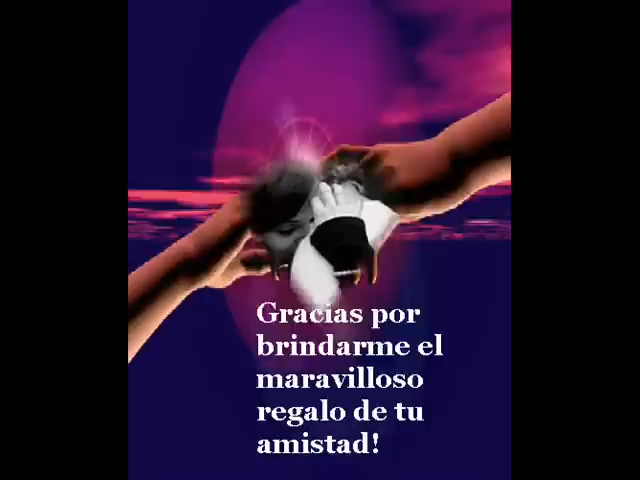 Gracias por
brindarme el
maravilloso
regalo de tu
amistad!